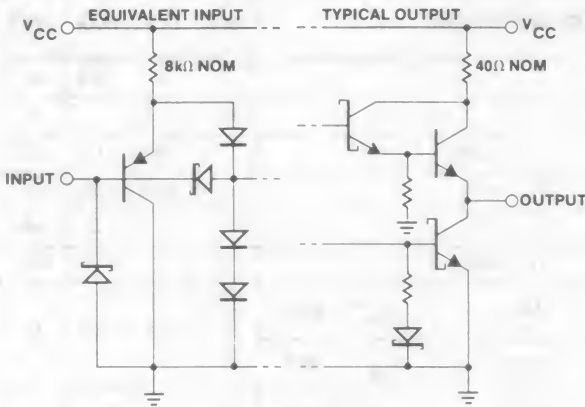 EQUIVALENT INPUT
TYPICAL OUTPUT
VCC
VCC
8kΩ NOM
40Ω NOM
INPUT
OUTPUT